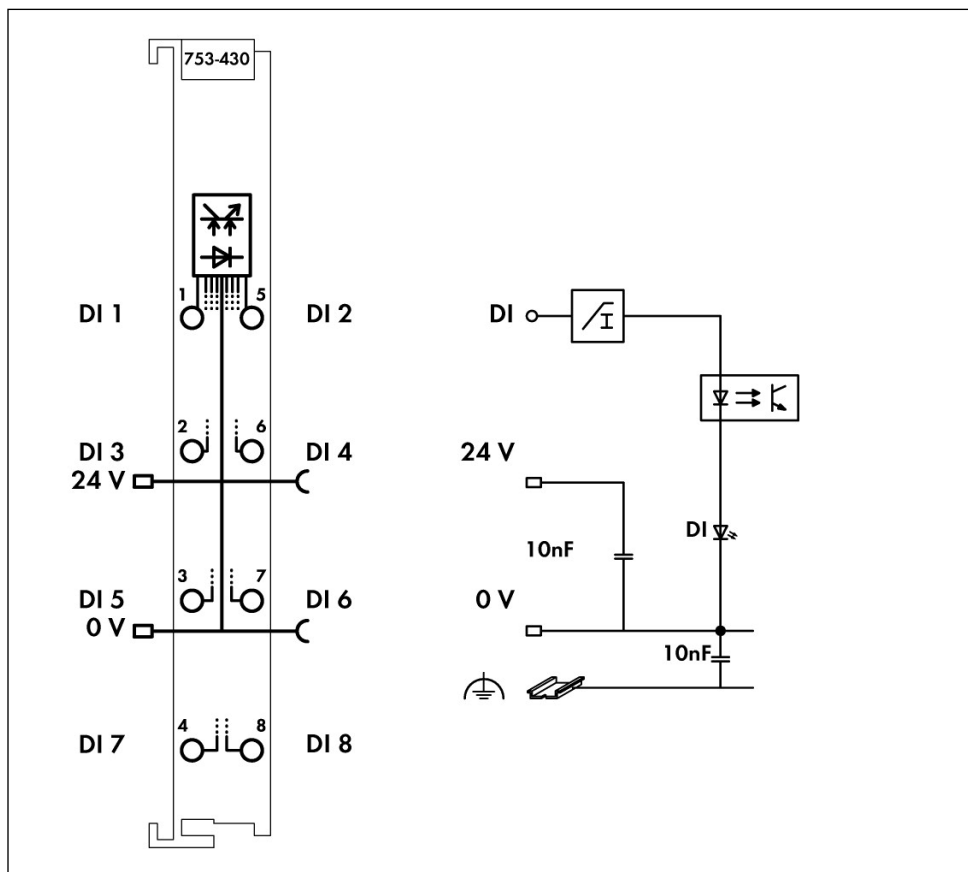 753-430
1 5
DI 1 DI 2
2 6
DI 3 DI 4
24 V
3 7
DI 5 DI 6
0 V
4 8
DI 7 DI 8
DI
I
24 V
DI
10nF
0 V
10nF